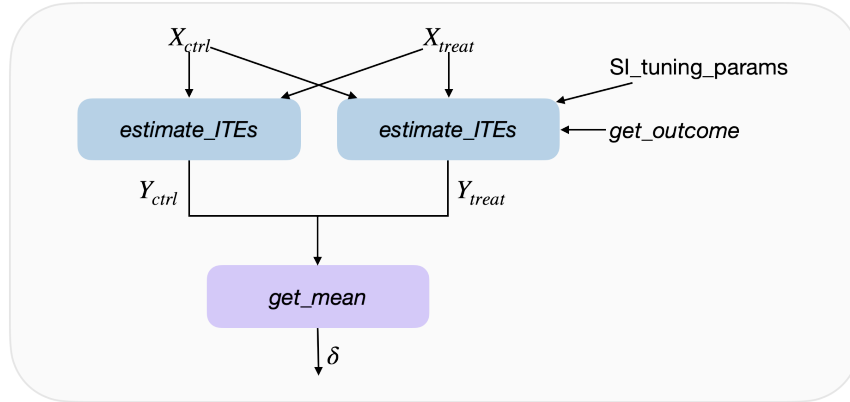 X_ctrl
X_treat
SI_tuning_params
estimate_ITEs
estimate_ITEs
get_outcome
Y_ctrl
Y_treat
get_mean
δ